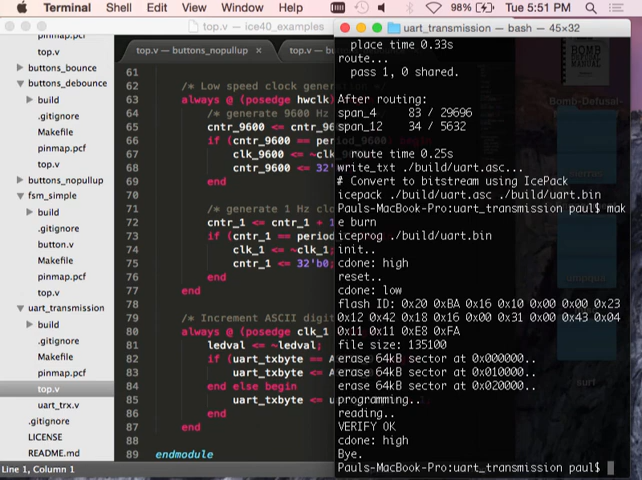 Terminal Shell Edit View Window Help 98% Tue 5:51 PM
top.v — ice40_examples
pinmap.pcf
top.v
buttons_bounce
buttons_debounce
build
.gitignore
Makefile
pinmap.pcf
top.v
buttons_nopullup
fsm_simple
build
.gitignore
button.v
Makefile
pinmap.pcf
top.v
uart_transmission
build
.gitignore
Makefile
pinmap.pcf
top.v
uart_trx.v
.gitignore
LICENSE
README.md
Line 1, Column 1
top.v — buttons_nopullup × top.v — b
61
62 /* Low speed clock generation
63 always @ (posedge hwclk)
64 /* generate 9600 Hz
65 cntr_9600 <= cntr_96
66 if (cntr_9600 == period_9600) begin
67 clk_9600 <= ~clk_9
68 cntr_9600 <= 32'
69 end
70
71 /* generate 1 Hz clo
72 cntr_1 <= cntr_1 + 1
73 if (cntr_1 == period
74 clk_1 <= ~clk_1;
75 cntr_1 <= 32'b0;
76 end
77 end
78
79 /* Increment ASCII digit
80 always @ (posedge clk_1
81 ledval <= ~ledval;
82 if (uart_txbyte == A
83 uart_txbyte <= A
84 end else begin
85 uart_txbyte <= u
86 end
87 end
88
89 endmodule
uart_transmission — bash — 45×32
place time 0.33s
route...
pass 1, 0 shared.
After routing:
span_4 83 / 29696
span_12 34 / 5632
route time 0.25s
write_txt ./build/uart.asc...
# Convert to bitstream using IcePack
icepack ./build/uart.asc ./build/uart.bin
Pauls-MacBook-Pro:uart_transmission paul$ mak
e burn
iceprog ./build/uart.bin
init..
cdone: high
reset..
cdone: low
flash ID: 0x20 0xBA 0x16 0x10 0x00 0x00 0x23
0x12 0x42 0x18 0x16 0x00 0x31 0x00 0x43 0x04
0x11 0x11 0xE8 0xFA
file size: 135100
erase 64kB sector at 0x000000..
erase 64kB sector at 0x010000..
erase 64kB sector at 0x020000..
programming..
reading..
VERIFY OK
cdone: high
Bye.
Pauls-MacBook-Pro:uart_transmission paul$
BOMB
MANUAL
Bomb-Defusal-